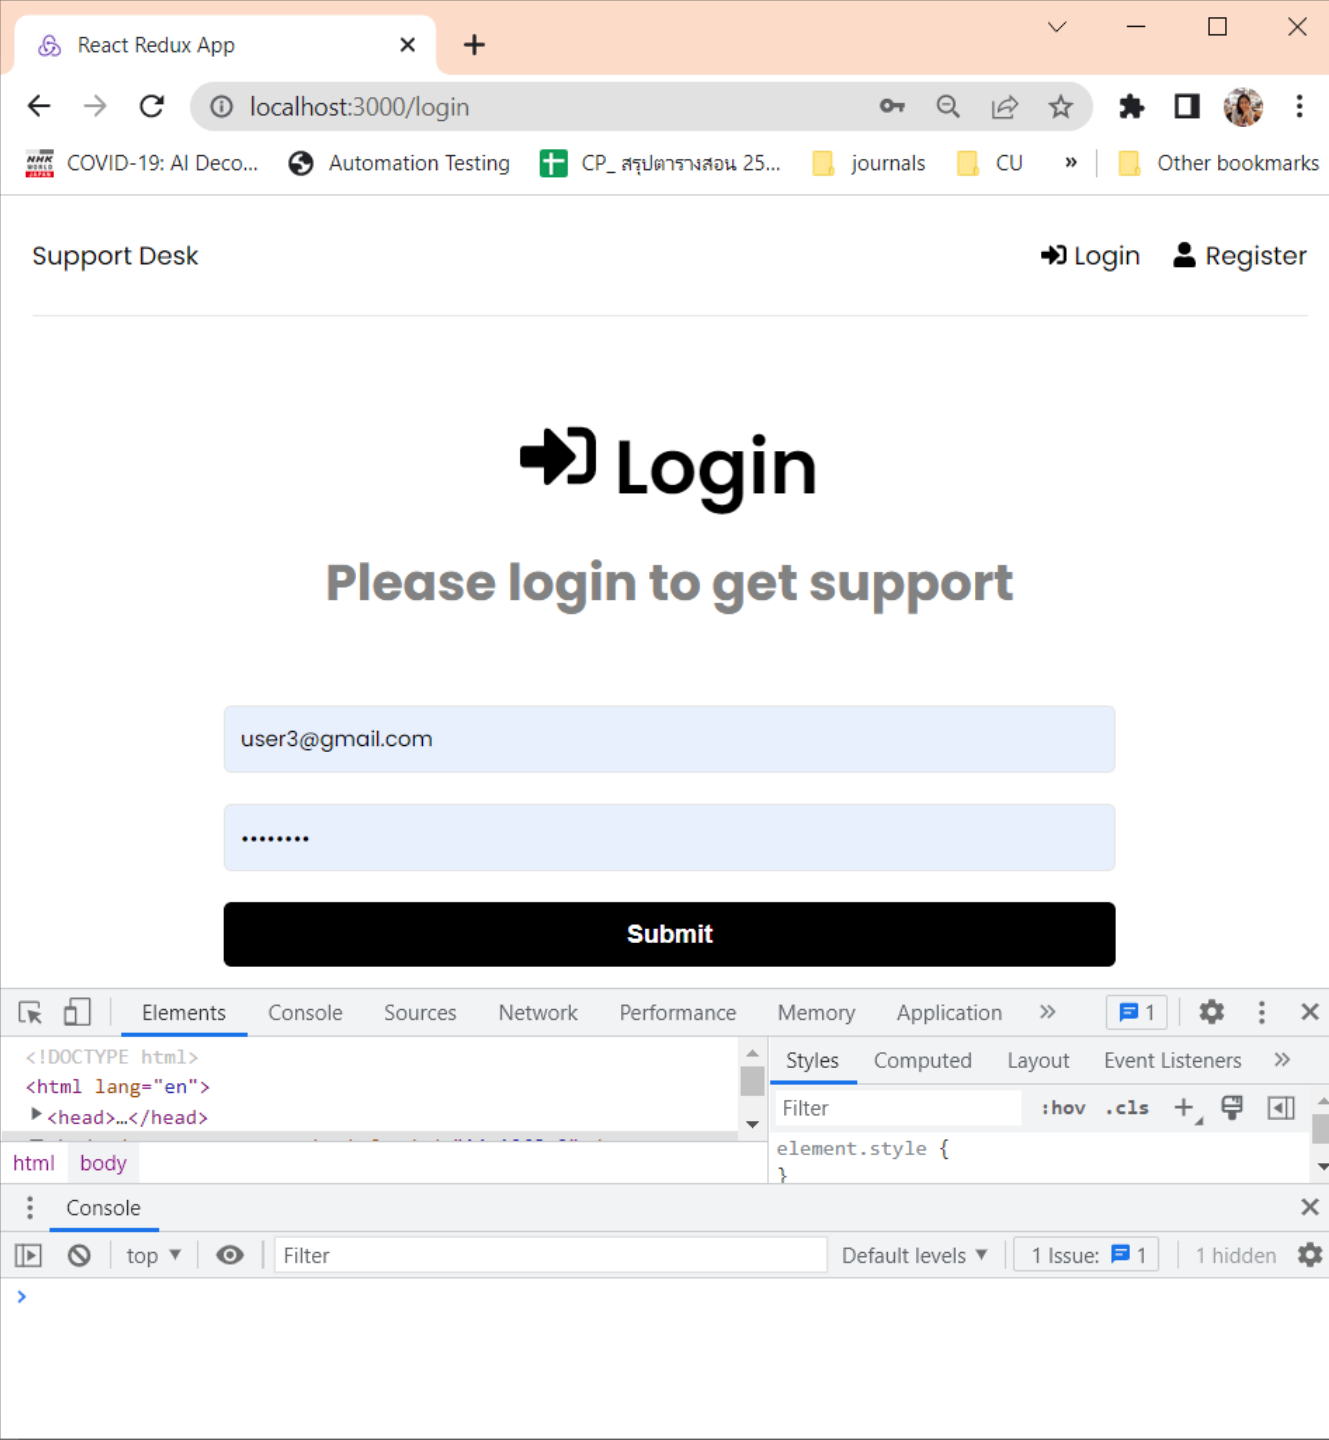 React Redux App
localhost:3000/login
NHK WORLD JAPAN COVID-19: AI Deco... Automation Testing CP_ สรุปตารางสอน 25... journals CU » Other bookmarks
Support Desk Login Register
Login
Please login to get support
user3@gmail.com
••••••••
Submit
Elements Console Sources Network Performance Memory Application » 1
<!DOCTYPE html>
<html lang="en">
<head>…</head>
html body
Styles Computed Layout Event Listeners »
Filter :hov .cls +
element.style {
}
Console
top Filter Default levels 1 Issue: 1 1 hidden